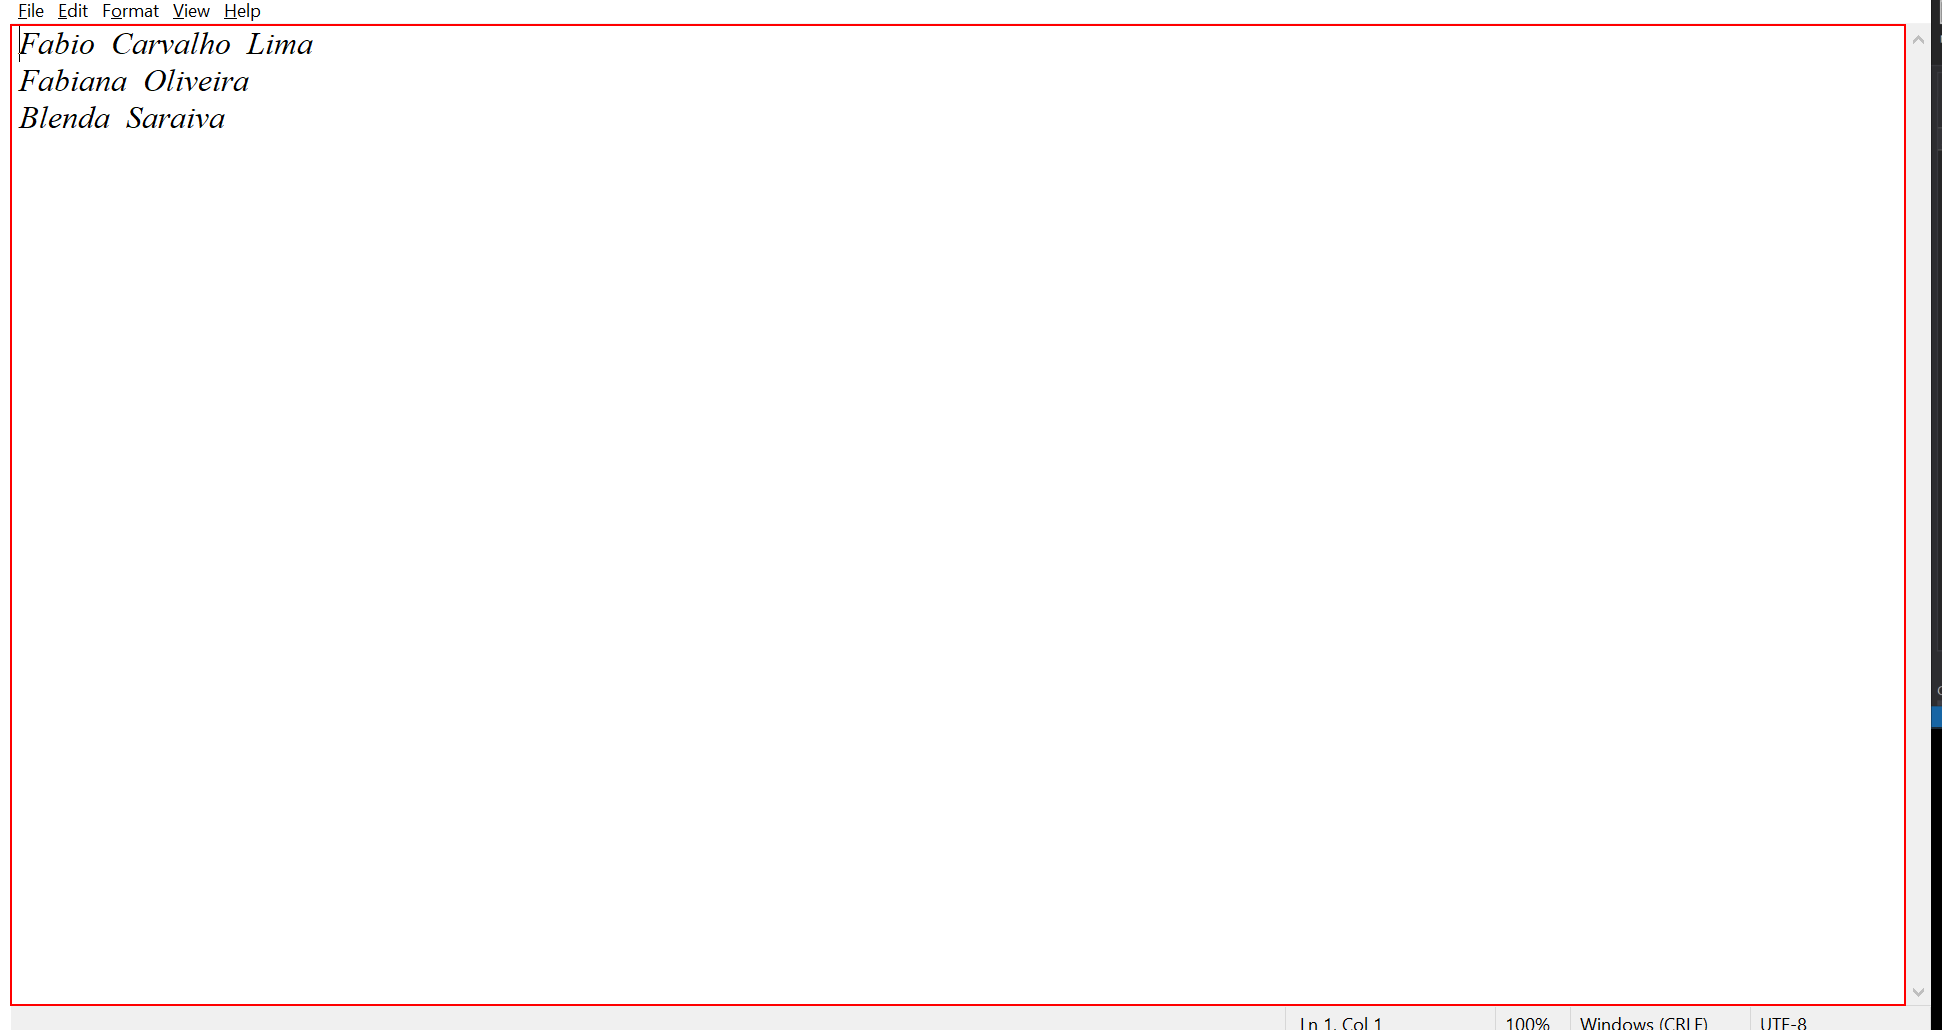 File Edit Format View Help
Fabio Carvalho Lima
Fabiana Oliveira
Blenda Saraiva
Ln 1, Col 1 100% Windows (CRLF) UTF-8